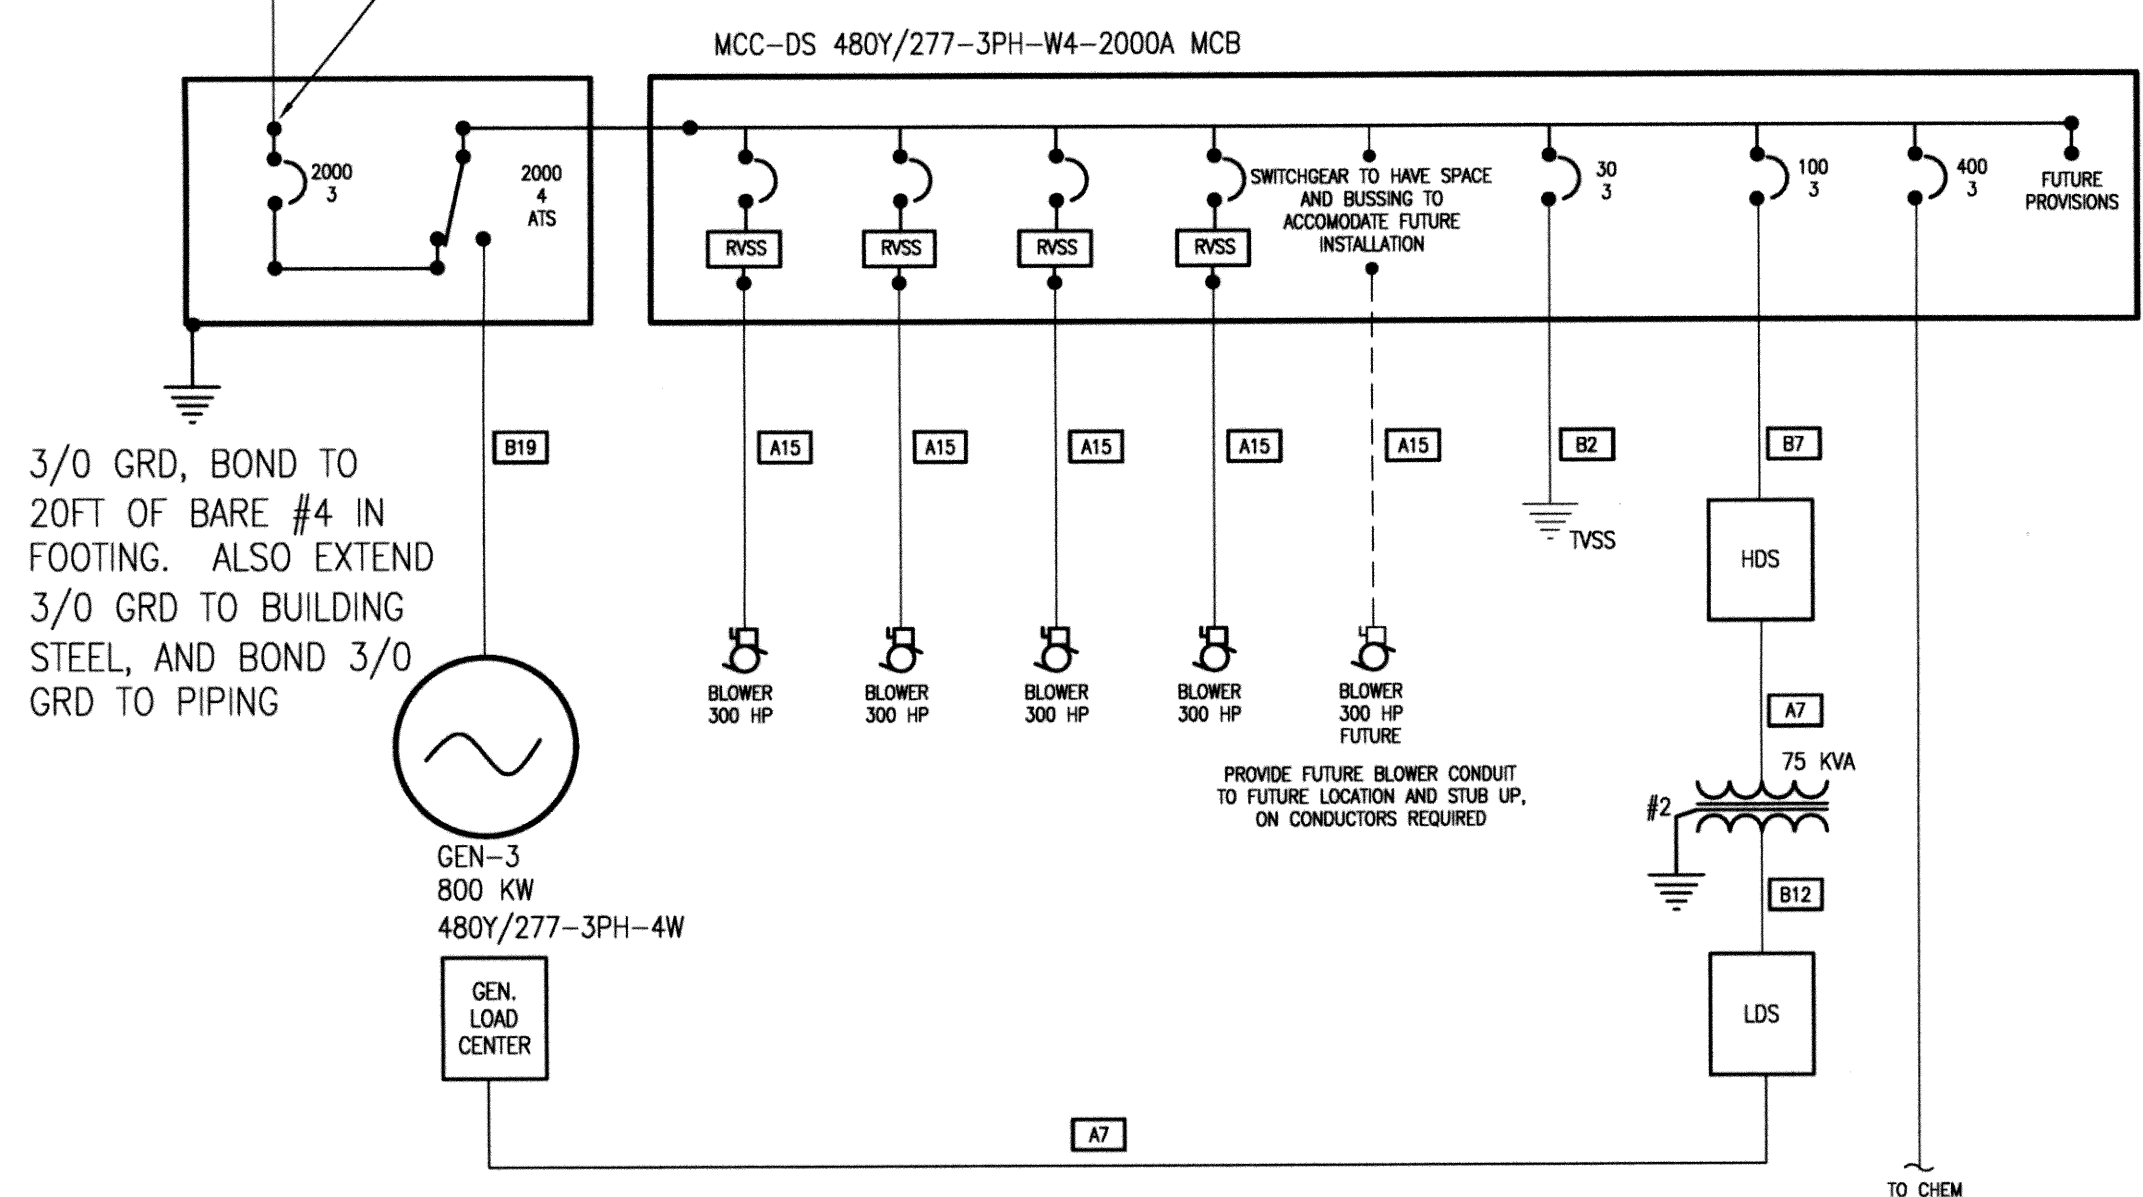 MCC-DS 480Y/277-3PH-W4-2000A MCB
2000
3
2000
4
ATS
RVSS
RVSS
RVSS
RVSS
SWITCHGEAR TO HAVE SPACE
AND BUSSING TO
ACCOMODATE FUTURE
INSTALLATION
30
3
100
3
400
3
FUTURE
PROVISIONS
3/0 GRD, BOND TO
20FT OF BARE #4 IN
FOOTING. ALSO EXTEND
3/0 GRD TO BUILDING
STEEL, AND BOND 3/0
GRD TO PIPING
B19
A15
A15
A15
A15
A15
B2
B7
TVSS
HDS
BLOWER
300 HP
BLOWER
300 HP
BLOWER
300 HP
BLOWER
300 HP
BLOWER
300 HP
FUTURE
PROVIDE FUTURE BLOWER CONDUIT
TO FUTURE LOCATION AND STUB UP,
ON CONDUCTORS REQUIRED
A7
75 KVA
#2
B12
GEN-3
800 KW
480Y/277-3PH-4W
GEN.
LOAD
CENTER
LDS
A7
TO CHEM